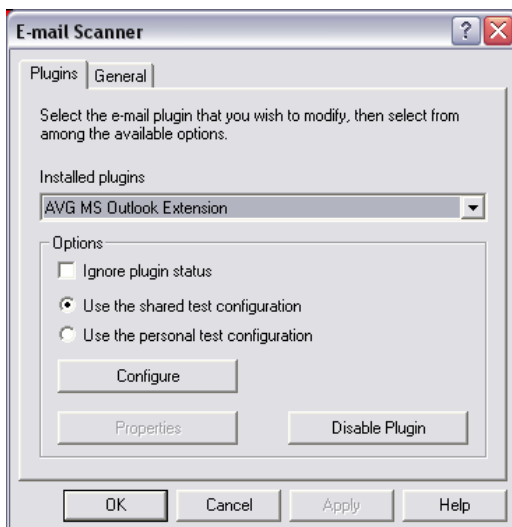 E-mail Scanner
?
Plugins
General
Select the e-mail plugin that you wish to modify, then select from
among the available options.
Installed plugins
AVG MS Outlook Extension
Options
Ignore plugin status
Use the shared test configuration
Use the personal test configuration
Configure
Properties
Disable Plugin
OK
Cancel
Apply
Help